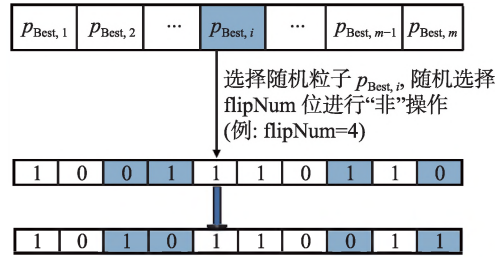 pBest, 1 pBest, 2 ... pBest, i ... pBest, m−1 pBest, m
选择随机粒子 pBest, i, 随机选择
flipNum 位进行“非”操作
(例: flipNum=4)
1 0 0 1 1 1 0 1 1 0
1 0 1 0 1 1 0 0 1 1